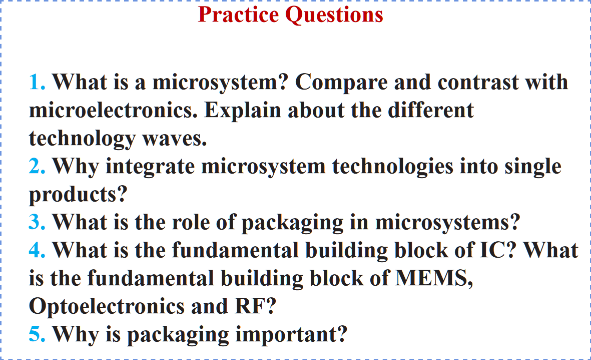 Practice Questions
1. What is a microsystem? Compare and contrast with
microelectronics. Explain about the different
technology waves.
2. Why integrate microsystem technologies into single
products?
3. What is the role of packaging in microsystems?
4. What is the fundamental building block of IC? What
is the fundamental building block of MEMS,
Optoelectronics and RF?
5. Why is packaging important?